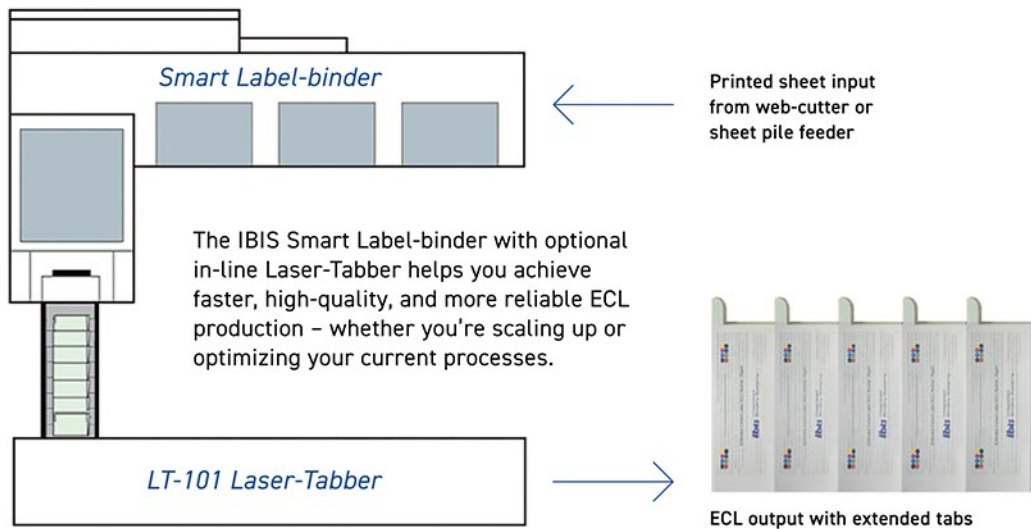 Smart Label-binder
Printed sheet input
from web-cutter or
sheet pile feeder
The IBIS Smart Label-binder with optional
in-line Laser-Tabber helps you achieve
faster, high-quality, and more reliable ECL
production – whether you're scaling up or
optimizing your current processes.
LT-101 Laser-Tabber
ECL output with extended tabs